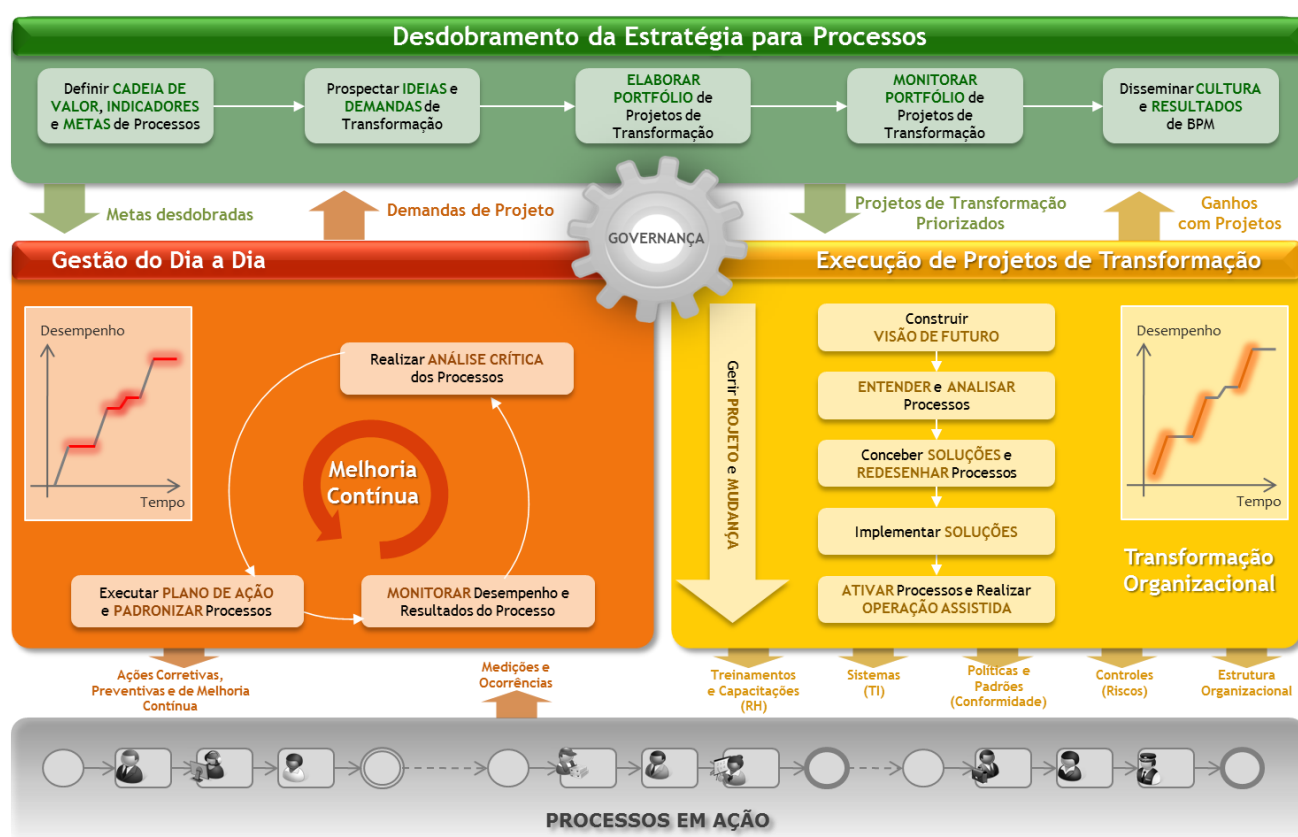 Desdobramento da Estratégia para Processos
Definir CADEIA DE
VALOR, INDICADORES
e METAS de Processos
Prospectar IDEIAS e
DEMANDAS de
Transformação
ELABORAR
PORTFÓLIO de
Projetos de
Transformação
MONITORAR
PORTFÓLIO de
Projetos de
Transformação
Disseminar CULTURA
e RESULTADOS
de BPM
Metas desdobradas
Demandas de Projeto
GOVERNANÇA
Projetos de Transformação
Priorizados
Ganhos
com Projetos
Gestão do Dia a Dia
Desempenho
Tempo
Realizar ANÁLISE CRÍTICA
dos Processos
Melhoria
Contínua
Executar PLANO DE AÇÃO
e PADRONIZAR Processos
MONITORAR Desempenho e
Resultados do Processo
Execução de Projetos de Transformação
Gerir PROJETO e MUDANÇA
Construir
VISÃO DE FUTURO
ENTENDER e ANALISAR
Processos
Conceber SOLUÇÕES e
REDESENHAR Processos
Implementar SOLUÇÕES
ATIVAR Processos e Realizar
OPERAÇÃO ASSISTIDA
Desempenho
Tempo
Transformação
Organizacional
Ações Corretivas,
Preventivas e de Melhoria
Contínua
Medições e
Ocorrências
Treinamentos
e Capacitações
(RH)
Sistemas
(TI)
Políticas e
Padrões
(Conformidade)
Controles
(Riscos)
Estrutura
Organizacional
PROCESSOS EM AÇÃO